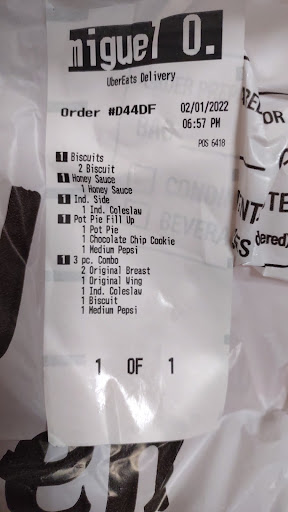 miguel O.
UberEats Delivery
Order #D44DF 02/01/2022
06:57 PM
POS 6418
1 Biscuits
2 Biscuit
1 Honey Sauce
1 Honey Sauce
1 Ind. Side
1 Ind. Coleslaw
1 Pot Pie Fill Up
1 Pot Pie
1 Chocolate Chip Cookie
1 Medium Pepsi
1 3 pc. Combo
2 Original Breast
1 Original Wing
1 Ind. Coleslaw
1 Biscuit
1 Medium Pepsi
1 OF 1